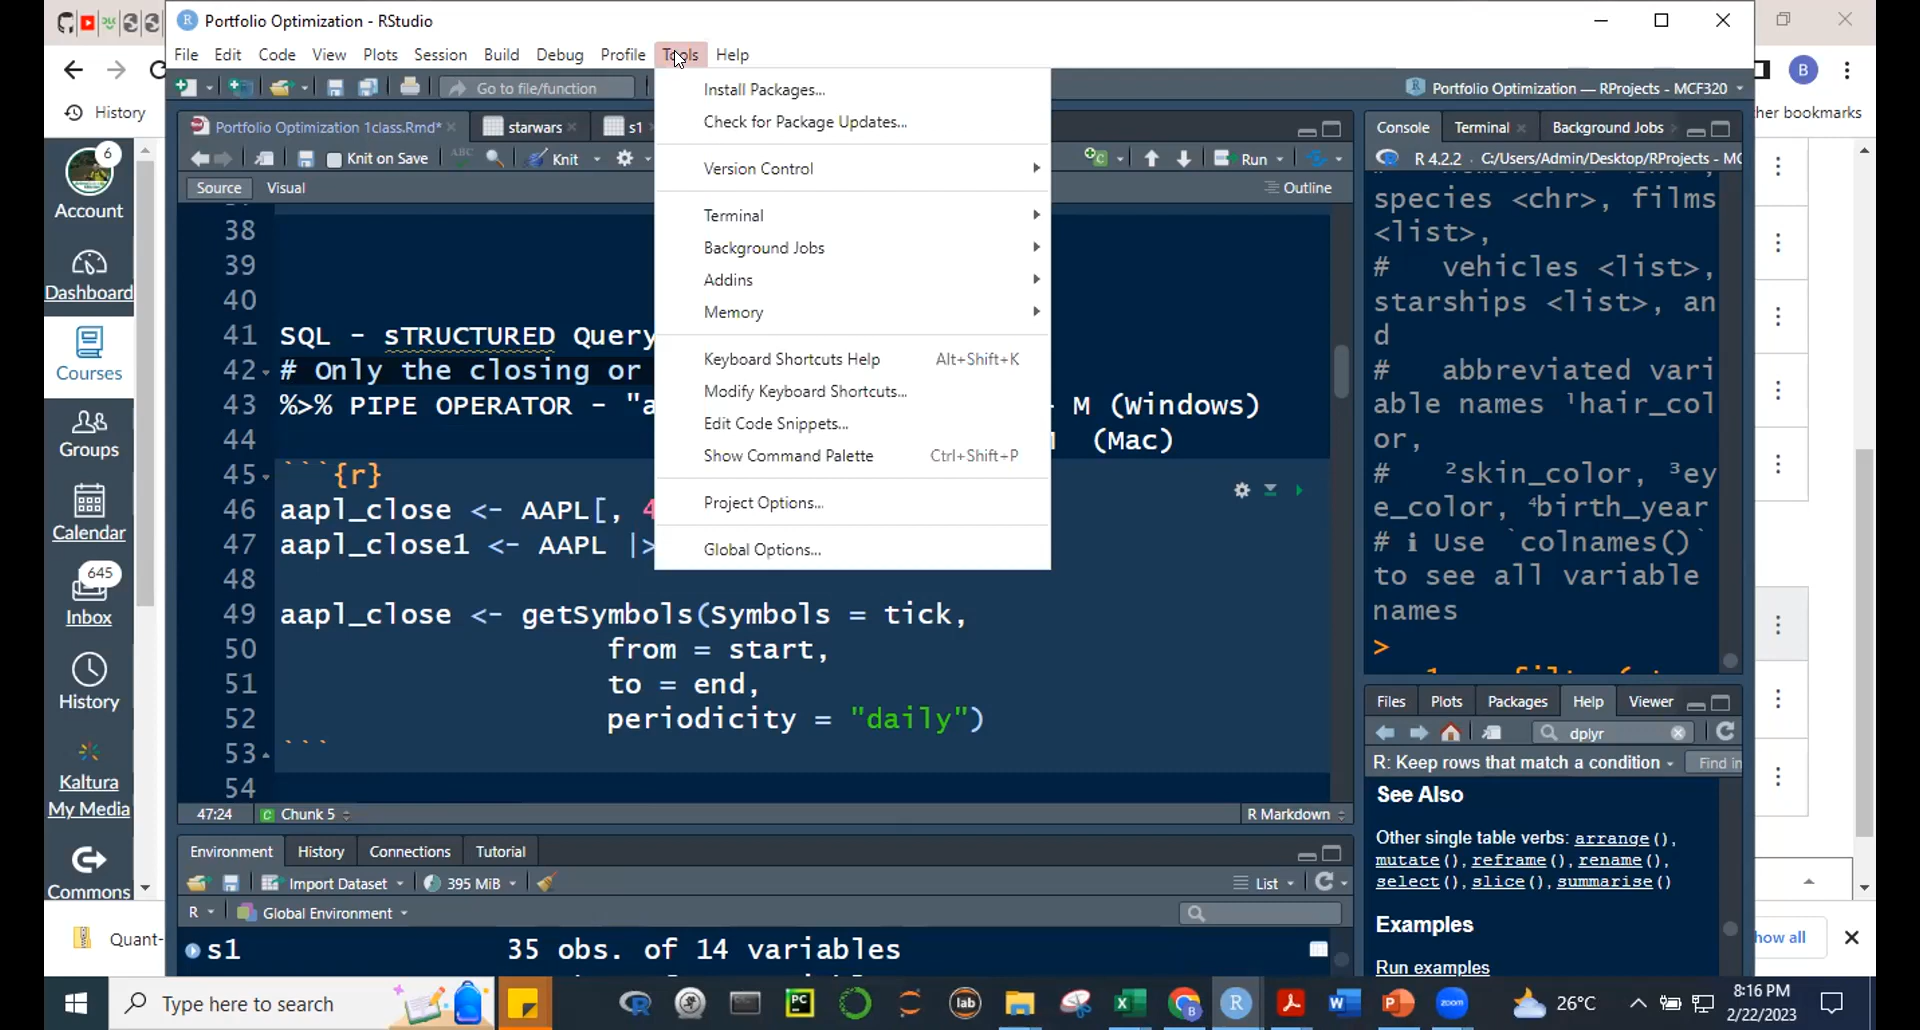 Portfolio Optimization - RStudio
File Edit Code View Plots Session Build Debug Profile Tools Help
Go to file/function
Portfolio Optimization — RProjects - MCF320
History
her bookmarks
B
Install Packages...
Check for Package Updates...
Version Control
Terminal
Background Jobs
Addins
Memory
Keyboard Shortcuts Help Alt+Shift+K
Modify Keyboard Shortcuts...
Edit Code Snippets...
Show Command Palette Ctrl+Shift+P
Project Options...
Global Options...
Portfolio Optimization 1class.Rmd*
starwars
s1
Knit on Save
ABC
Knit
Run
Source
Visual
Outline
6
Account
Dashboard
Courses
Groups
Calendar
645
Inbox
History
Kaltura
My Media
Commons
38
39
40
41 SQL - sTRUCTURED Query
42 # Only the closing or
43 %>% PIPE OPERATOR - "a M (Windows)
44 (Mac)
45 ```{r}
46 aapl_close <- AAPL[, 4
47 aapl_close1 <- AAPL |>
48
49 aapl_close <- getSymbols(Symbols = tick,
50 from = start,
51 to = end,
52 periodicity = "daily")
53 ```
54
47:24
C Chunk 5
R Markdown
Console Terminal Background Jobs
R 4.2.2 · C:/Users/Admin/Desktop/RProjects - MC
species <chr>, films
<list>,
# vehicles <list>,
starships <list>, an
d
# abbreviated vari
able names ¹hair_col
or,
# ²skin_color, ³ey
e_color, ⁴birth_year
# ℹ Use `colnames()`
to see all variable
names
>
Files Plots Packages Help Viewer
dplyr
R: Keep rows that match a condition
Find in
See Also
Other single table verbs: arrange(),
mutate(), reframe(), rename(),
select(), slice(), summarise()
Examples
Run examples
Environment History Connections Tutorial
Import Dataset
395 MiB
List
R
Global Environment
s1 35 obs. of 14 variables
Quant-
how all
Type here to search
PC
lab
R
W
zoom
26°C
8:16 PM
2/22/2023